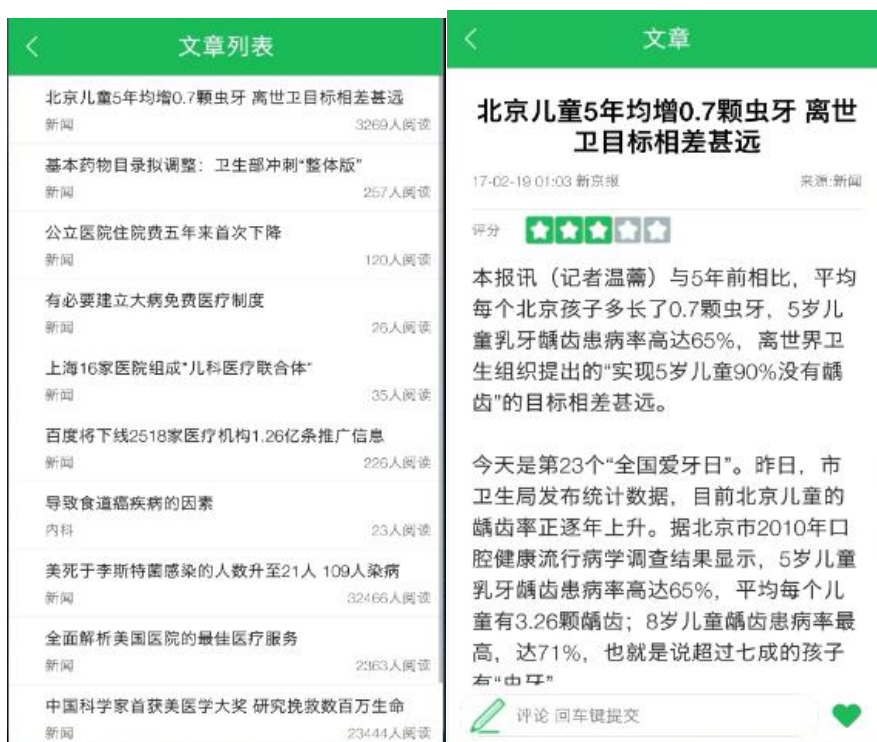 文章列表
北京儿童5年均增0.7颗虫牙 离世卫目标相差甚远
新闻 3269人阅读
基本药物目录拟调整：卫生部冲刺“整体版”
新闻 257人阅读
公立医院住院费五年来首次下降
新闻 120人阅读
有必要建立大病免费医疗制度
新闻 26人阅读
上海16家医院组成"儿科医疗联合体"
新闻 35人阅读
百度将下线2518家医疗机构1.26亿条推广信息
新闻 226人阅读
导致食道癌疾病的因素
内科 23人阅读
美死于李斯特菌感染的人数升至21人 109人染病
新闻 32466人阅读
全面解析美国医院的最佳医疗服务
新闻 2363人阅读
中国科学家首获美医学大奖 研究挽救数百万生命
新闻 23444人阅读
文章
北京儿童5年均增0.7颗虫牙 离世
卫目标相差甚远
17-02-19 01:03 新京报 来源:新闻
评分
本报讯（记者温薷）与5年前相比，平均
每个北京孩子多长了0.7颗虫牙，5岁儿
童乳牙龋齿患病率高达65%，离世界卫
生组织提出的“实现5岁儿童90%没有龋
齿”的目标相差甚远。
今天是第23个“全国爱牙日”。昨日，市
卫生局发布统计数据，目前北京儿童的
龋齿率正逐年上升。据北京市2010年口
腔健康流行病学调查结果显示，5岁儿童
乳牙龋齿患病率高达65%，平均每个儿
童有3.26颗龋齿；8岁儿童龋齿患病率最
高，达71%，也就是说超过七成的孩子
有“虫牙”
评论 回车键提交